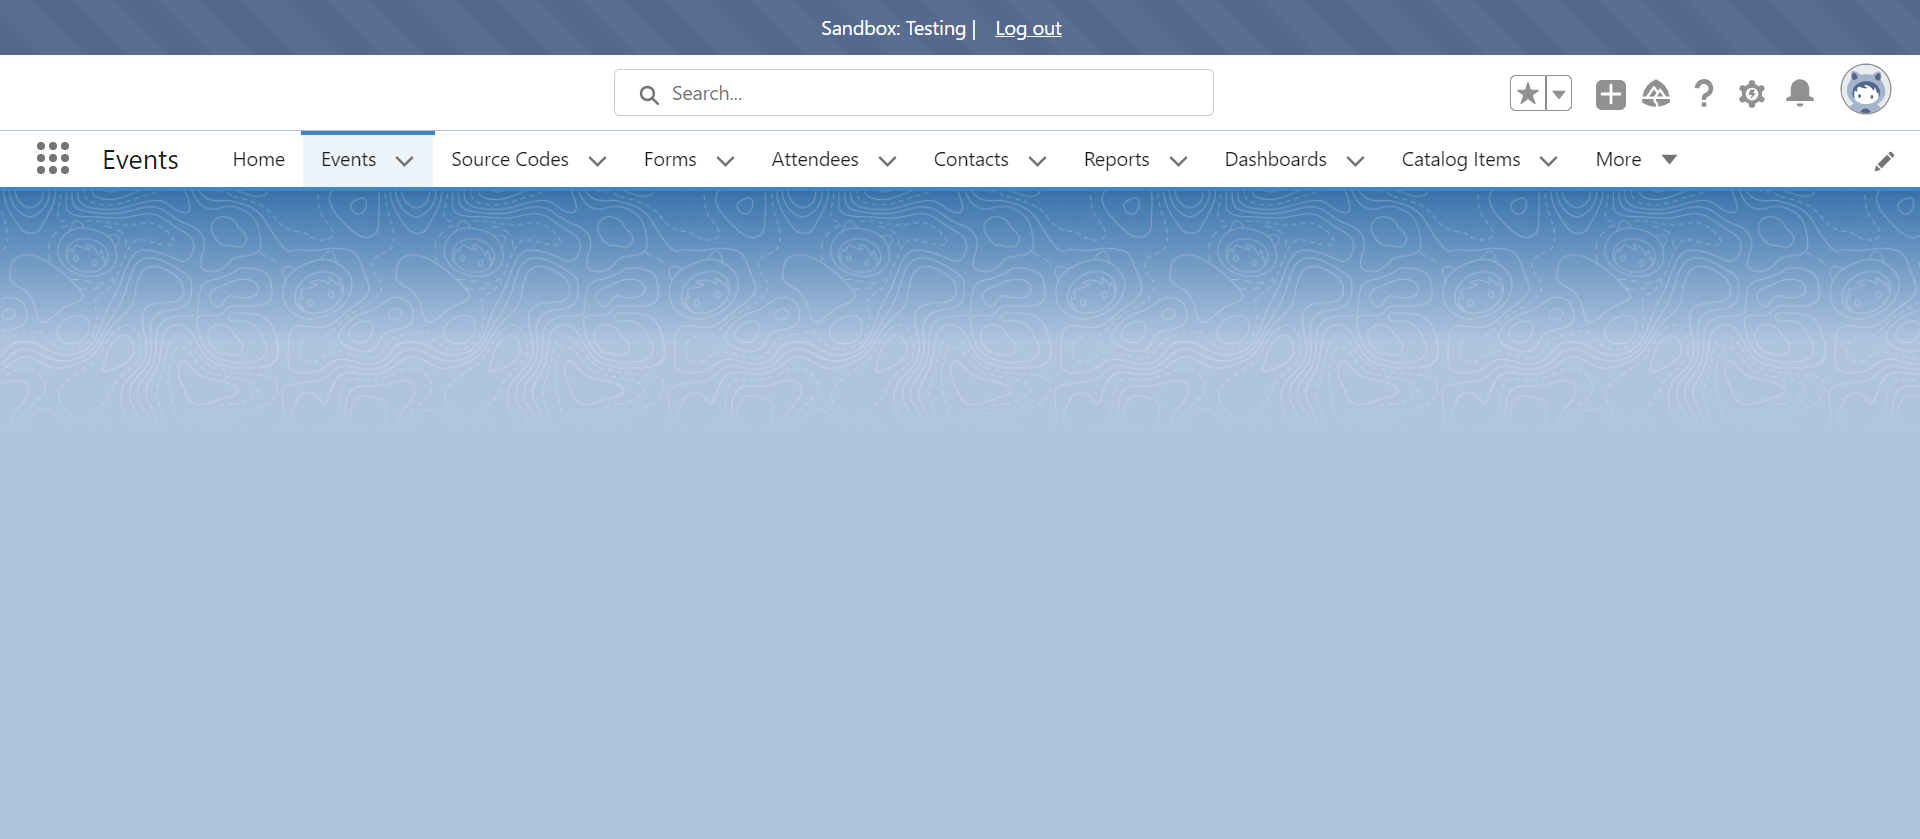 Sandbox: Testing | Log out
Search...
Events Home Events Source Codes Forms Attendees Contacts Reports Dashboards Catalog Items More